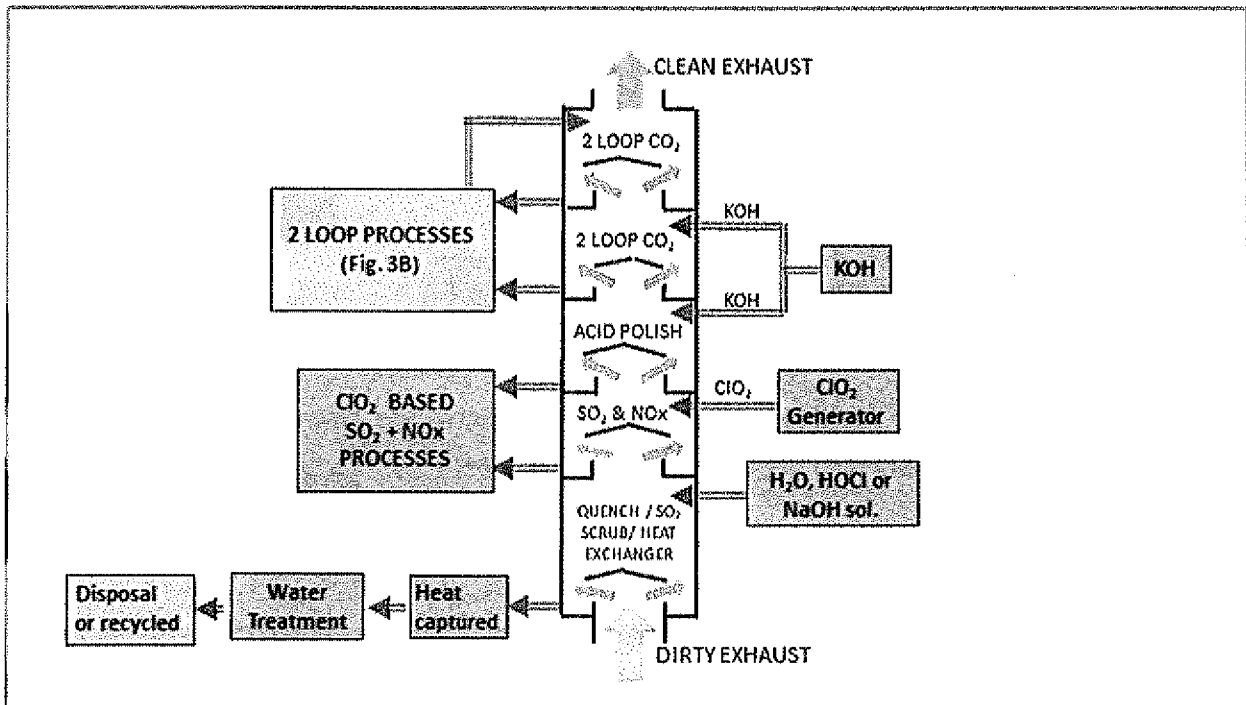 CLEAN EXHAUST
2 LOOP CO₂
KOH
2 LOOP PROCESSES
(Fig. 3B)
2 LOOP CO₂
KOH
KOH
ACID POLISH
ClO₂ BASED
SO₂ + NOx
PROCESSES
SO₂ & NOx
ClO₂
ClO₂
Generator
H₂O, HOCl or
NaOH sol.
QUENCH / SO₂
SCRUB/ HEAT
EXCHANGER
Disposal
or recycled
Water
Treatment
Heat
captured
DIRTY EXHAUST